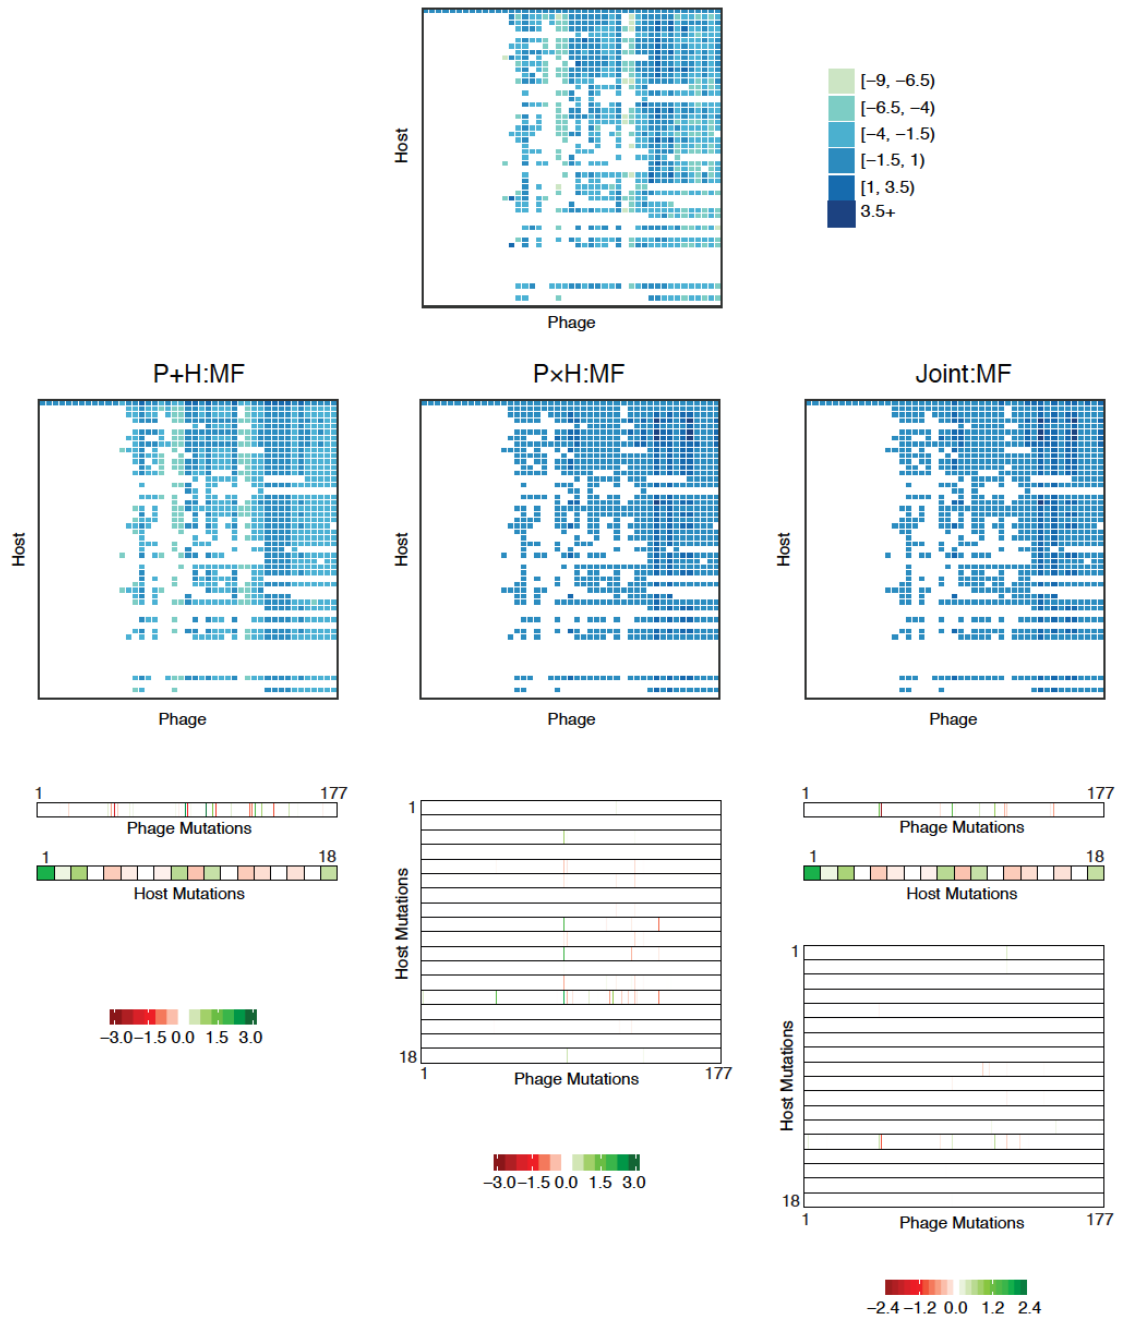 [−9, −6.5)
[−6.5, −4)
[−4, −1.5)
[−1.5, 1)
[1, 3.5)
3.5+
Host
Phage
P+H:MF
P×H:MF
Joint:MF
Host
Host
Host
Phage
Phage
Phage
1 177
Phage Mutations
1 18
Host Mutations
−3.0 −1.5 0.0 1.5 3.0
1
Host Mutations
18
1 177
Phage Mutations
−3.0 −1.5 0.0 1.5 3.0
1 177
Phage Mutations
1 18
Host Mutations
1
Host Mutations
18
1 177
Phage Mutations
−2.4 −1.2 0.0 1.2 2.4